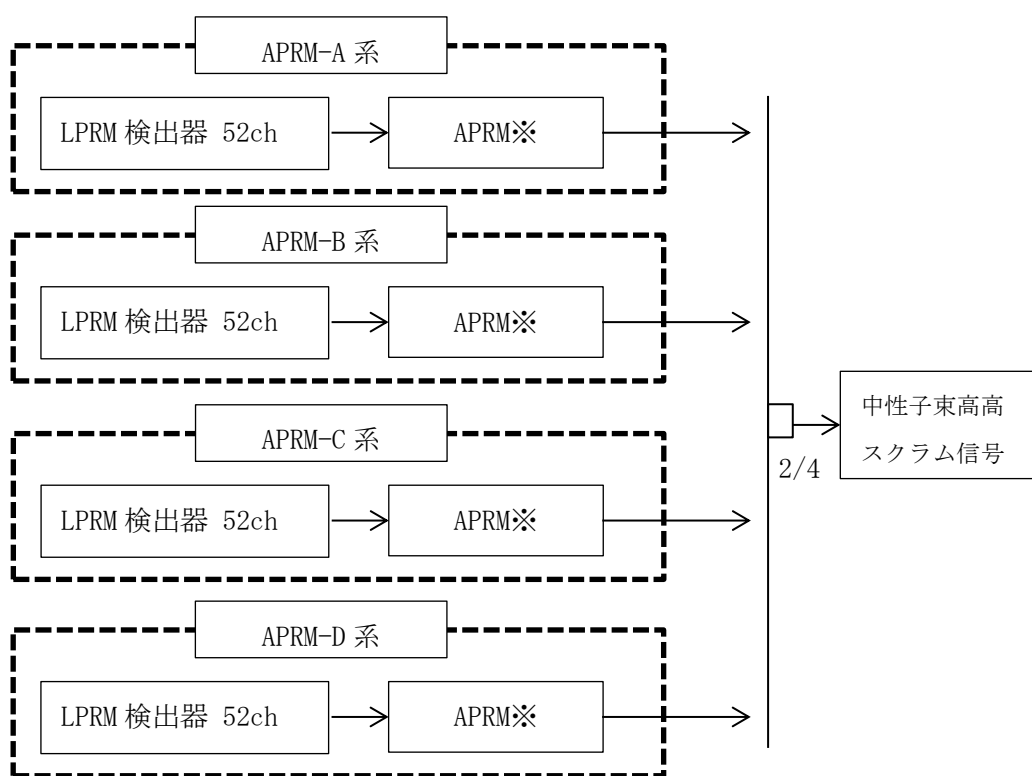 APRM-A 系
LPRM 検出器 52ch
APRM※
APRM-B 系
LPRM 検出器 52ch
APRM※
APRM-C 系
LPRM 検出器 52ch
APRM※
APRM-D 系
LPRM 検出器 52ch
APRM※
2/4
中性子束高高
スクラム信号